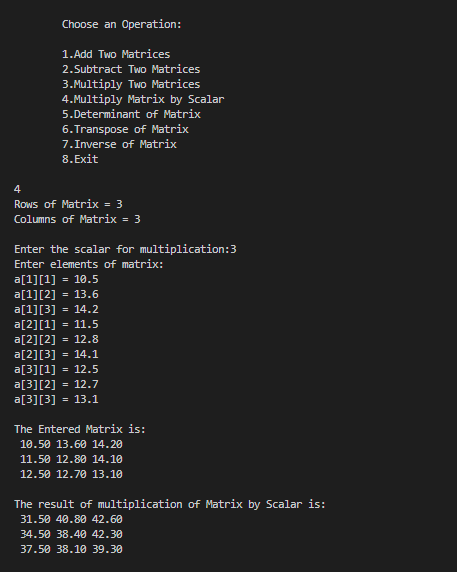 Choose an Operation:
1.Add Two Matrices
2.Subtract Two Matrices
3.Multiply Two Matrices
4.Multiply Matrix by Scalar
5.Determinant of Matrix
6.Transpose of Matrix
7.Inverse of Matrix
8.Exit
4
Rows of Matrix = 3
Columns of Matrix = 3
Enter the scalar for multiplication:3
Enter elements of matrix:
a[1][1] = 10.5
a[1][2] = 13.6
a[1][3] = 14.2
a[2][1] = 11.5
a[2][2] = 12.8
a[2][3] = 14.1
a[3][1] = 12.5
a[3][2] = 12.7
a[3][3] = 13.1
The Entered Matrix is:
10.50 13.60 14.20
11.50 12.80 14.10
12.50 12.70 13.10
The result of multiplication of Matrix by Scalar is:
31.50 40.80 42.60
34.50 38.40 42.30
37.50 38.10 39.30